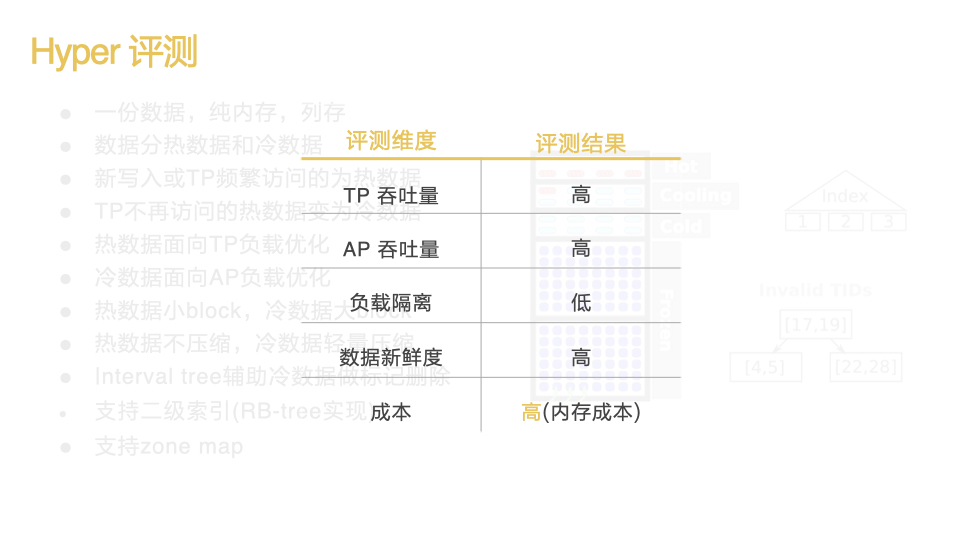 Hyper 评测
一份数据，纯内存，列存
数据分热数据和冷数据
新写入或TP频繁访问的为热数据
TP不再访问的热数据变为冷数据
热数据面向TP负载优化
冷数据面向AP负载优化
热数据小block，冷数据大block
热数据不压缩，冷数据轻量压缩
Interval tree辅助冷数据做标记删除
支持二级索引(RB-tree实现)
支持zone map
评测维度 评测结果
TP 吞吐量 高
AP 吞吐量 高
负载隔离 低
数据新鲜度 高
成本 高(内存成本)
Hot
Cooling
Cold
Frozen
Index
1 2 3
Invalid TIDs
[17,19]
[4,5] [22,28]